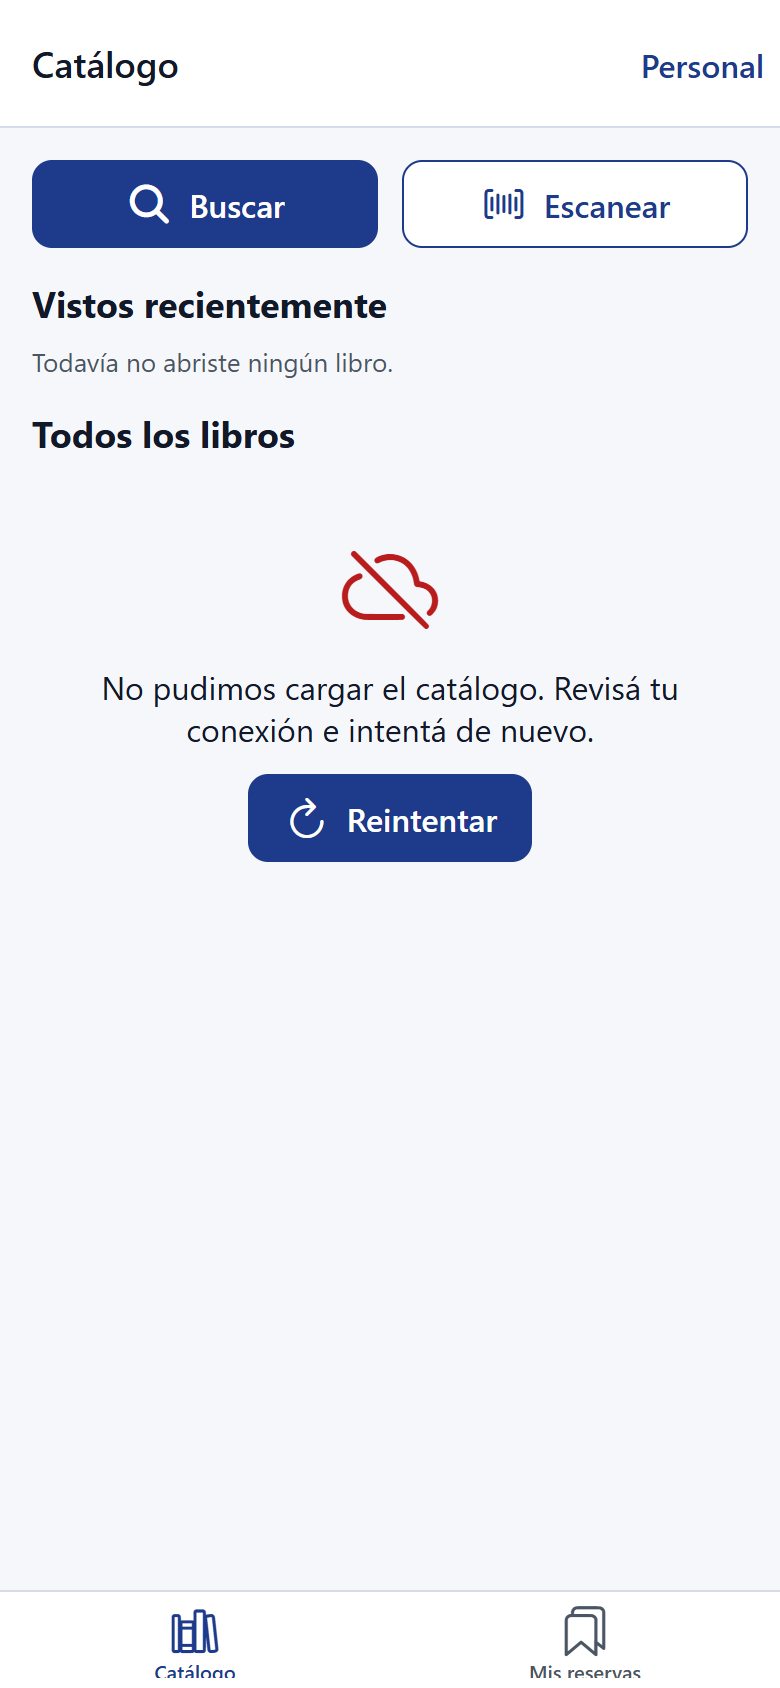 Catálogo
Personal
Buscar
Escanear
Vistos recientemente
Todavía no abriste ningún libro.
Todos los libros
No pudimos cargar el catálogo. Revisá tu
conexión e intentá de nuevo.
Reintentar
Catálogo
Mis reservas